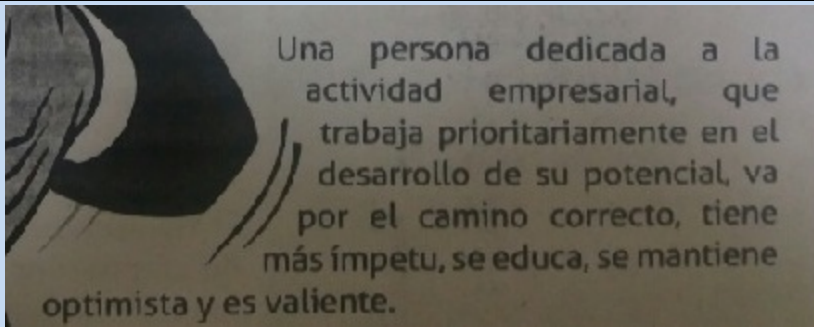 Una persona dedicada a la
actividad empresarial, que
trabaja prioritariamente en el
desarrollo de su potencial, va
por el camino correcto, tiene
más ímpetu, se educa, se mantiene
optimista y es valiente.